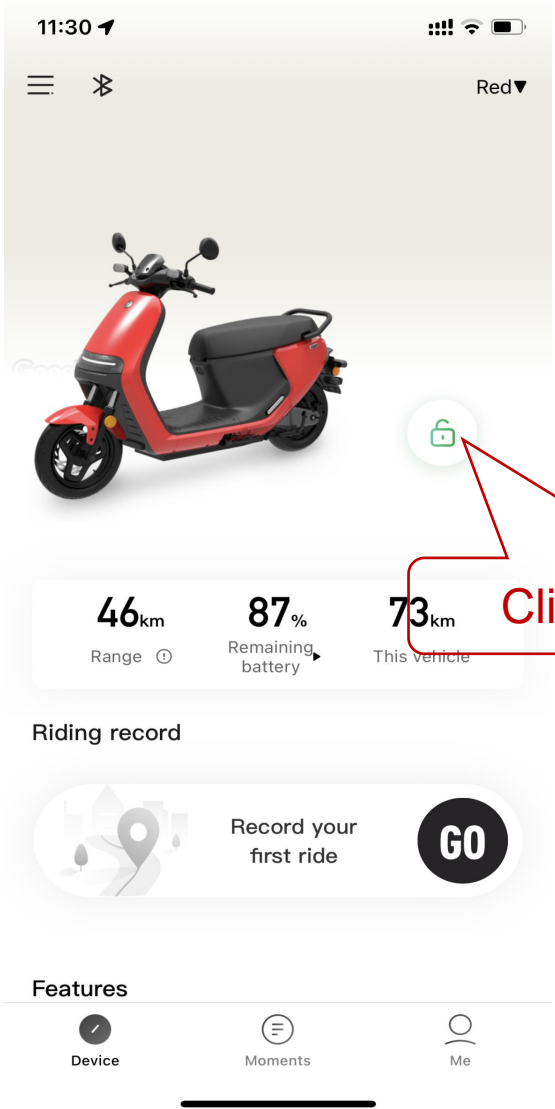 11:30
Red▼
46km
87%
73km
Cli
Range
Remaining
battery
This vehicle
Riding record
Record your
first ride
GO
Features
Device
Moments
Me